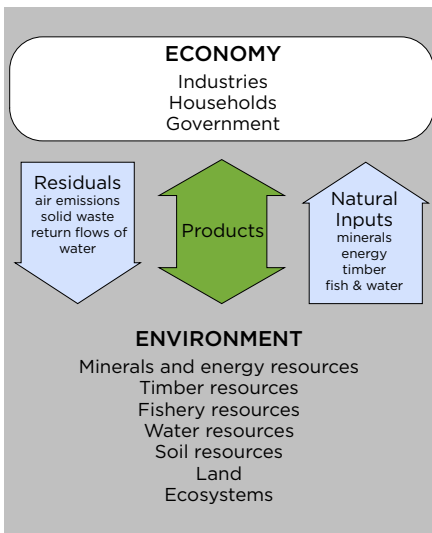 ECONOMY
Industries
Households
Government
Residuals
air emissions
solid waste
return flows of
water
Products
Natural
Inputs
minerals
energy
timber
fish & water
ENVIRONMENT
Minerals and energy resources
Timber resources
Fishery resources
Water resources
Soil resources
Land
Ecosystems